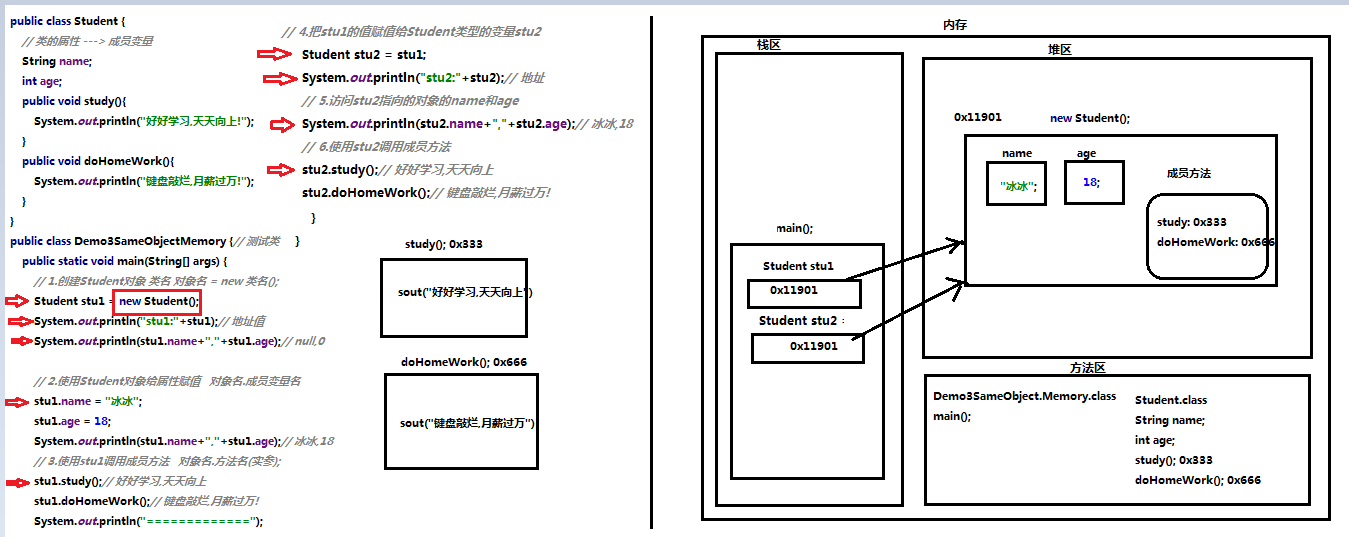 public class Student {
// 类的属性 ---> 成员变量
String name;
int age;
public void study(){
System.out.println("好好学习,天天向上!");
}
public void doHomeWork(){
System.out.println("键盘敲烂,月薪过万!");
}
}
public class Demo3SameObjectMemory {// 测试类
public static void main(String[] args) {
// 1.创建Student对象 类名 对象名 = new 类名();
Student stu1 = new Student();
System.out.println("stu1:"+stu1);// 地址值
System.out.println(stu1.name+","+stu1.age);// null,0
// 2.使用Student对象给属性赋值 对象名.成员变量名
stu1.name = "冰冰";
stu1.age = 18;
System.out.println(stu1.name+","+stu1.age);// 冰冰,18
// 3.使用stu1调用成员方法 对象名.方法名(实参);
stu1.study();// 好好学习,天天向上
stu1.doHomeWork();// 键盘敲烂,月薪过万!
System.out.println("=============");
// 4.把stu1的值赋值给Student类型的变量stu2
Student stu2 = stu1;
System.out.println("stu2:"+stu2);// 地址
// 5.访问stu2指向的对象的name和age
System.out.println(stu2.name+","+stu2.age);// 冰冰,18
// 6.使用stu2调用成员方法
stu2.study();// 好好学习,天天向上
stu2.doHomeWork();// 键盘敲烂,月薪过万!
}
}
study(); 0x333
sout("好好学习,天天向上")
doHomeWork(); 0x666
sout("键盘敲烂,月薪过万")
内存
栈区
main();
Student stu1
0x11901
Student stu2 :
0x11901
堆区
0x11901 new Student();
name age
"冰冰"; 18;
成员方法
study: 0x333
doHomeWork: 0x666
方法区
Demo3SameObject.Memory.class
main();
Student.class
String name;
int age;
study(); 0x333
doHomeWork(); 0x666